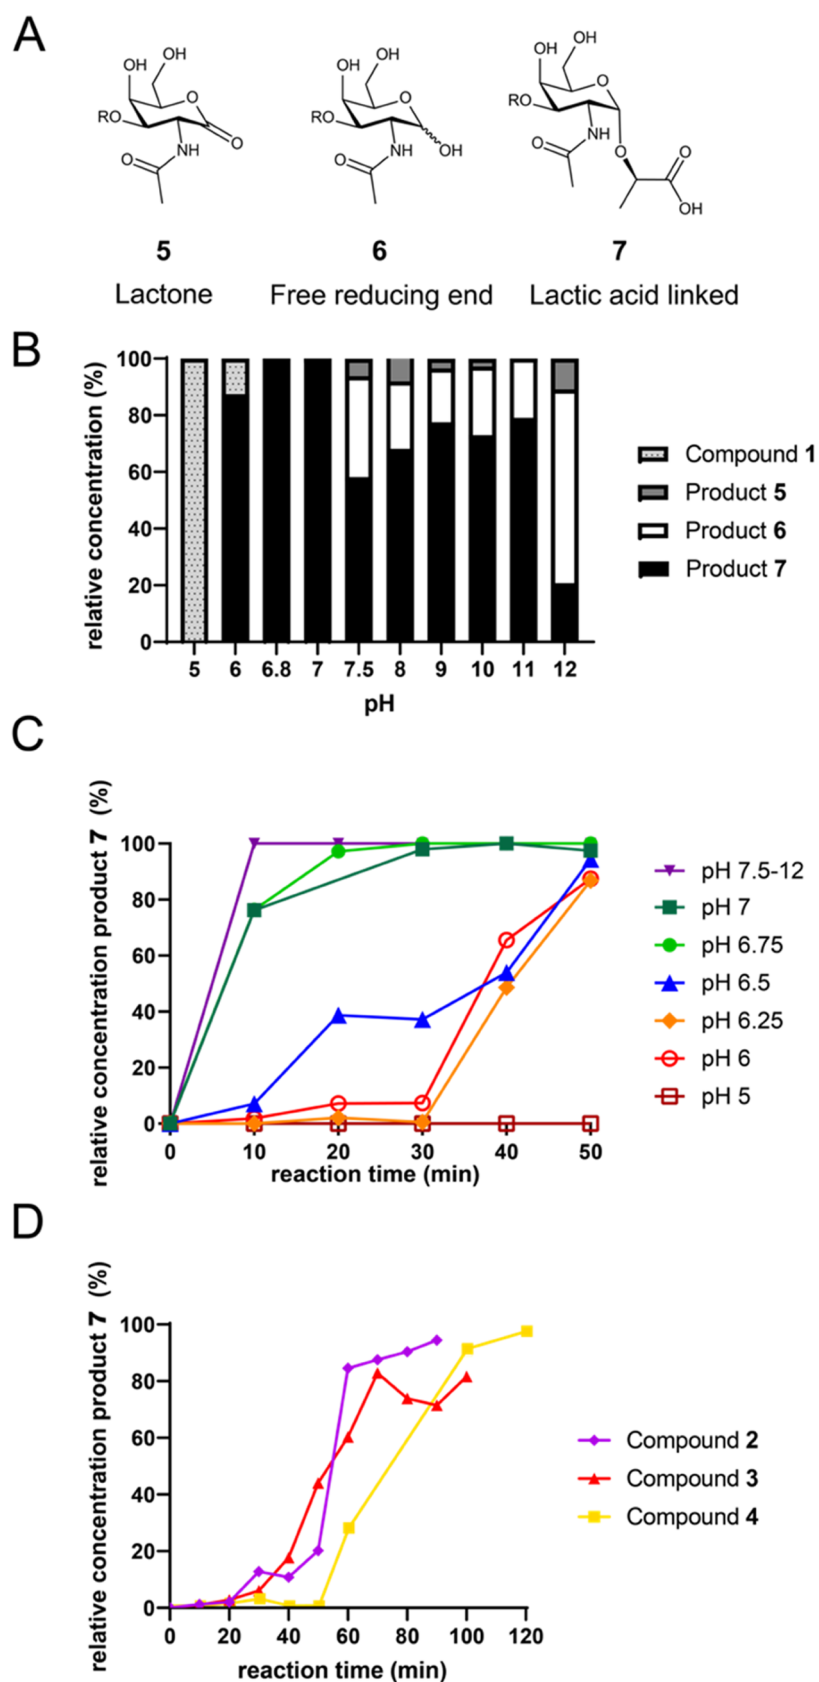 A
OH OH OH OH OH OH
RO O O RO O OH RO O
O NH O NH O NH O O OH
5 6 7
Lactone Free reducing end Lactic acid linked
B
relative concentration (%)
100
80
60
40
20
0
5 6 6.8 7 7.5 8 9 10 11 12
pH
Compound 1
Product 5
Product 6
Product 7
C
relative concentration product 7 (%)
100
80
60
40
20
0
0 10 20 30 40 50
reaction time (min)
pH 7.5-12
pH 7
pH 6.75
pH 6.5
pH 6.25
pH 6
pH 5
D
relative concentration product 7 (%)
100
80
60
40
20
0
0 20 40 60 80 100 120
reaction time (min)
Compound 2
Compound 3
Compound 4